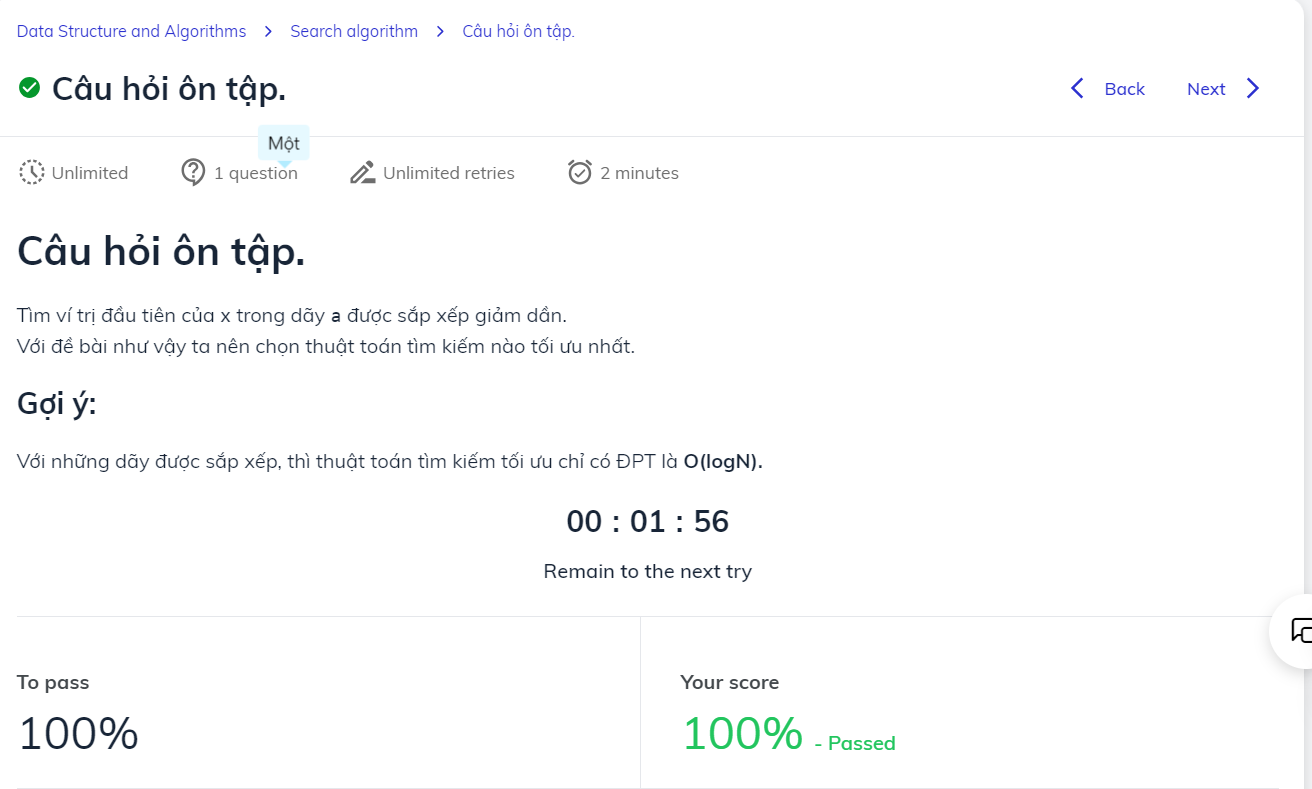 Data Structure and Algorithms > Search algorithm > Câu hỏi ôn tập.
Câu hỏi ôn tập.
Back Next
Một
Unlimited 1 question Unlimited retries 2 minutes
Câu hỏi ôn tập.
Tìm ví trị đầu tiên của x trong dãy a được sắp xếp giảm dần.
Với đề bài như vậy ta nên chọn thuật toán tìm kiếm nào tối ưu nhất.
Gợi ý:
Với những dãy được sắp xếp, thì thuật toán tìm kiếm tối ưu chỉ có ĐPT là O(logN).
00 : 01 : 56
Remain to the next try
To pass
100%
Your score
100% - Passed